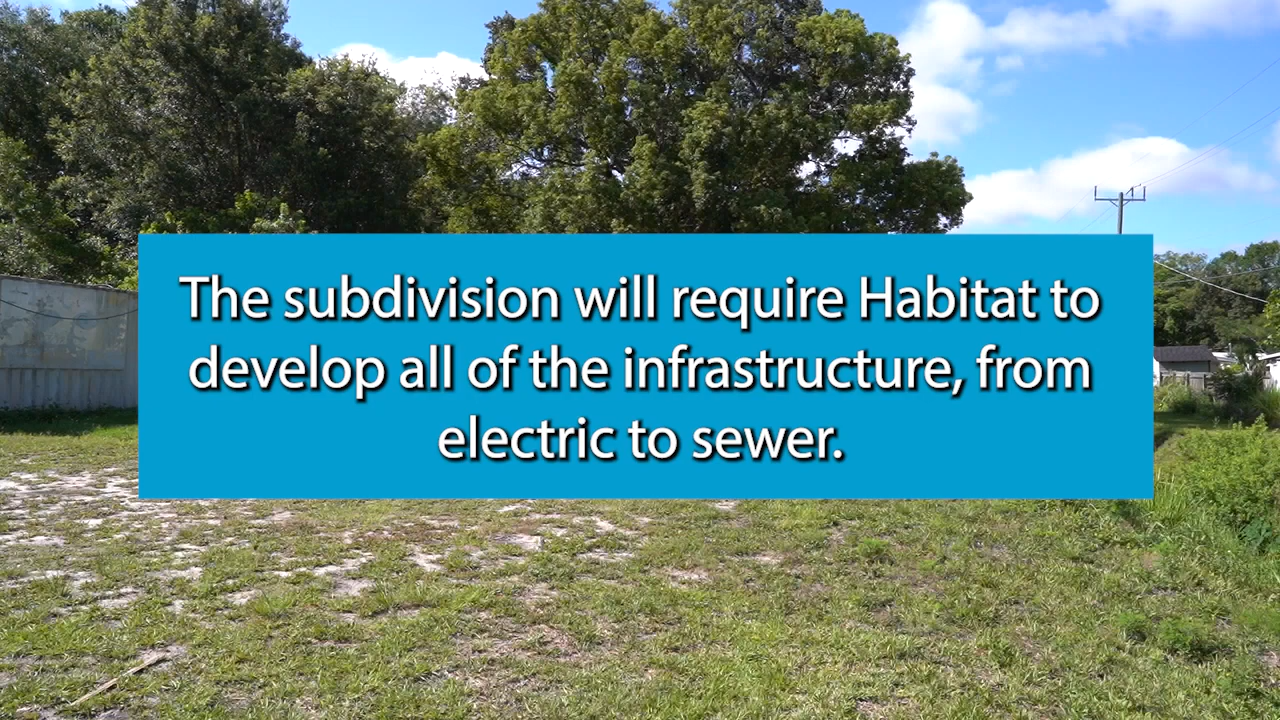 The subdivision will require Habitat to
develop all of the infrastructure, from
electric to sewer.